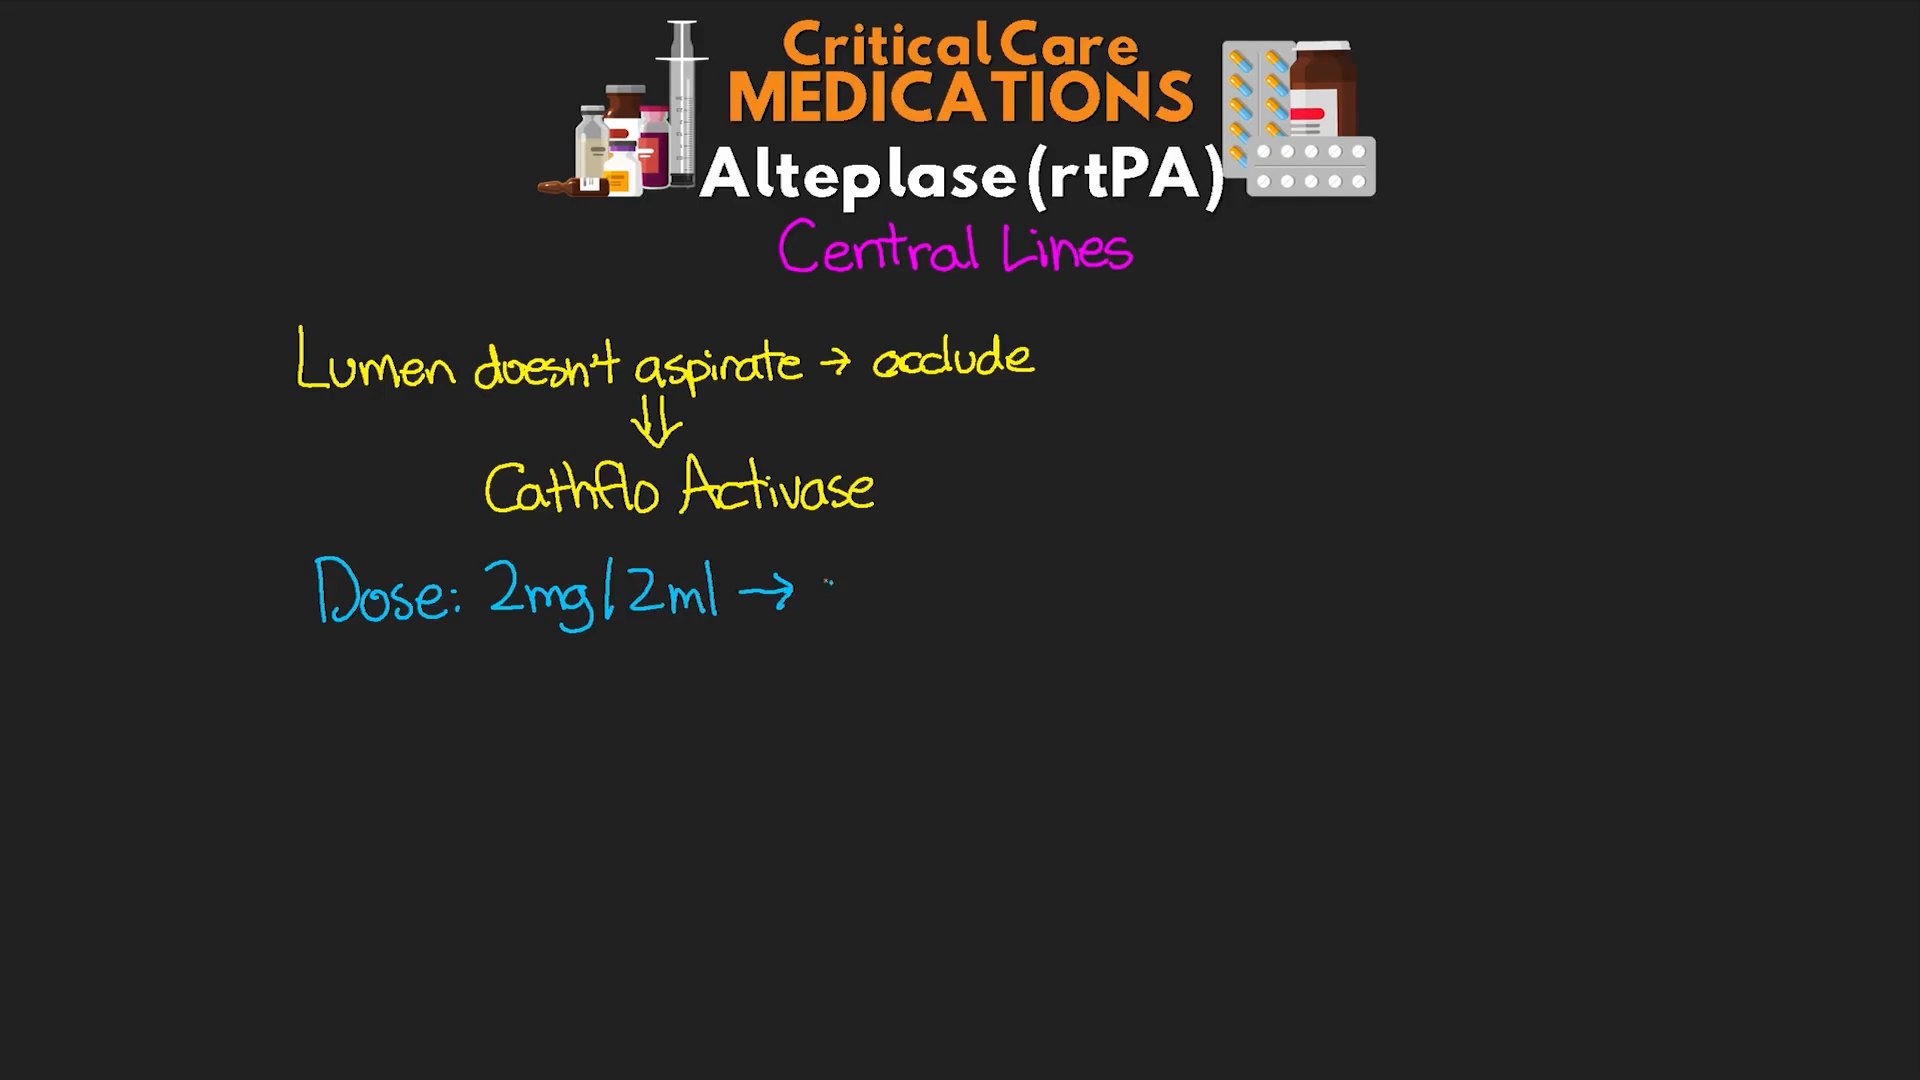 Critical Care
MEDICATIONS
Alteplase (rtPA)
Central Lines
Lumen doesn't aspirate → occlude
Cathflo Activase
Dose: 2mg/2ml →